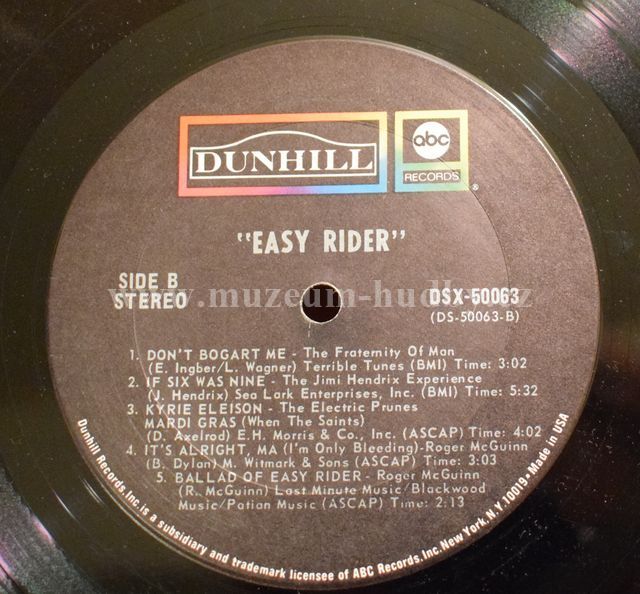 DUNHILL
abc
RECORDS ®
"EASY RIDER"
SIDE B
STEREO
DSX-50063
(DS-50063-B)
www.muzeum-hudby.cz
1. DON'T BOGART ME - The Fraternity Of Man
(E. Ingber/L. Wagner) Terrible Tunes (BMI) Time: 3:02
2. IF SIX WAS NINE - The Jimi Hendrix Experience
(J. Hendrix) Sea Lark Enterprises, Inc. (BMI) Time: 5:32
3. KYRIE ELEISON - The Electric Prunes
MARDI GRAS (When The Saints)
(D. Axelrod) E.H. Morris & Co., Inc. (ASCAP) Time: 4:02
4. IT'S ALRIGHT, MA (I'm Only Bleeding)-Roger McGuinn
(B. Dylan) M. Witmark & Sons (ASCAP) Time: 3:03
5. BALLAD OF EASY RIDER - Roger McGuinn
(R. McGuinn) Last Minute Music/Blackwood
Music/Patian Music (ASCAP) Time: 2:13
Dunhill Records, Inc. is a subsidiary and trademark licensee of ABC Records, Inc. New York, N.Y. 10019 • Made in USA